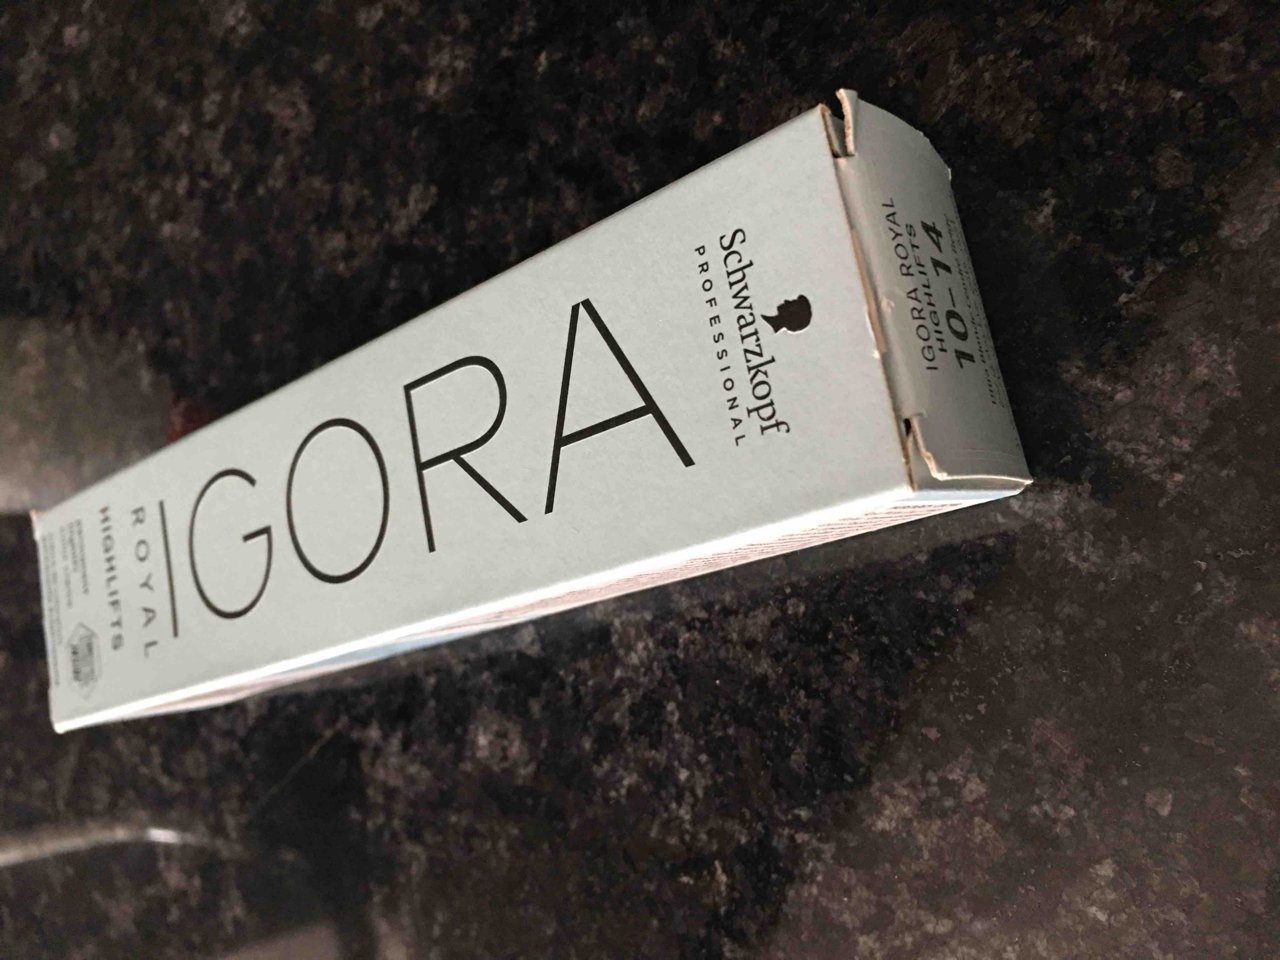 Schwarzkopf
PROFESSIONAL
IGORA
ROYAL
HIGHLIFTS
IGORA ROYAL
HIGHLIFTS
10–14